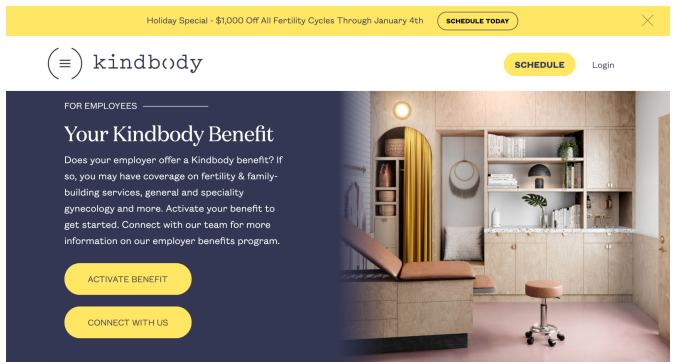 Holiday Special - $1,000 Off All Fertility Cycles Through January 4th
SCHEDULE TODAY
kindbody
SCHEDULE
Login
FOR EMPLOYEES
Your Kindbody Benefit
Does your employer offer a Kindbody benefit? If
so, you may have coverage on fertility & family-
building services, general and speciality
gynecology and more. Activate your benefit to
get started. Connect with our team for more
information on our employer benefits program.
ACTIVATE BENEFIT
CONNECT WITH US